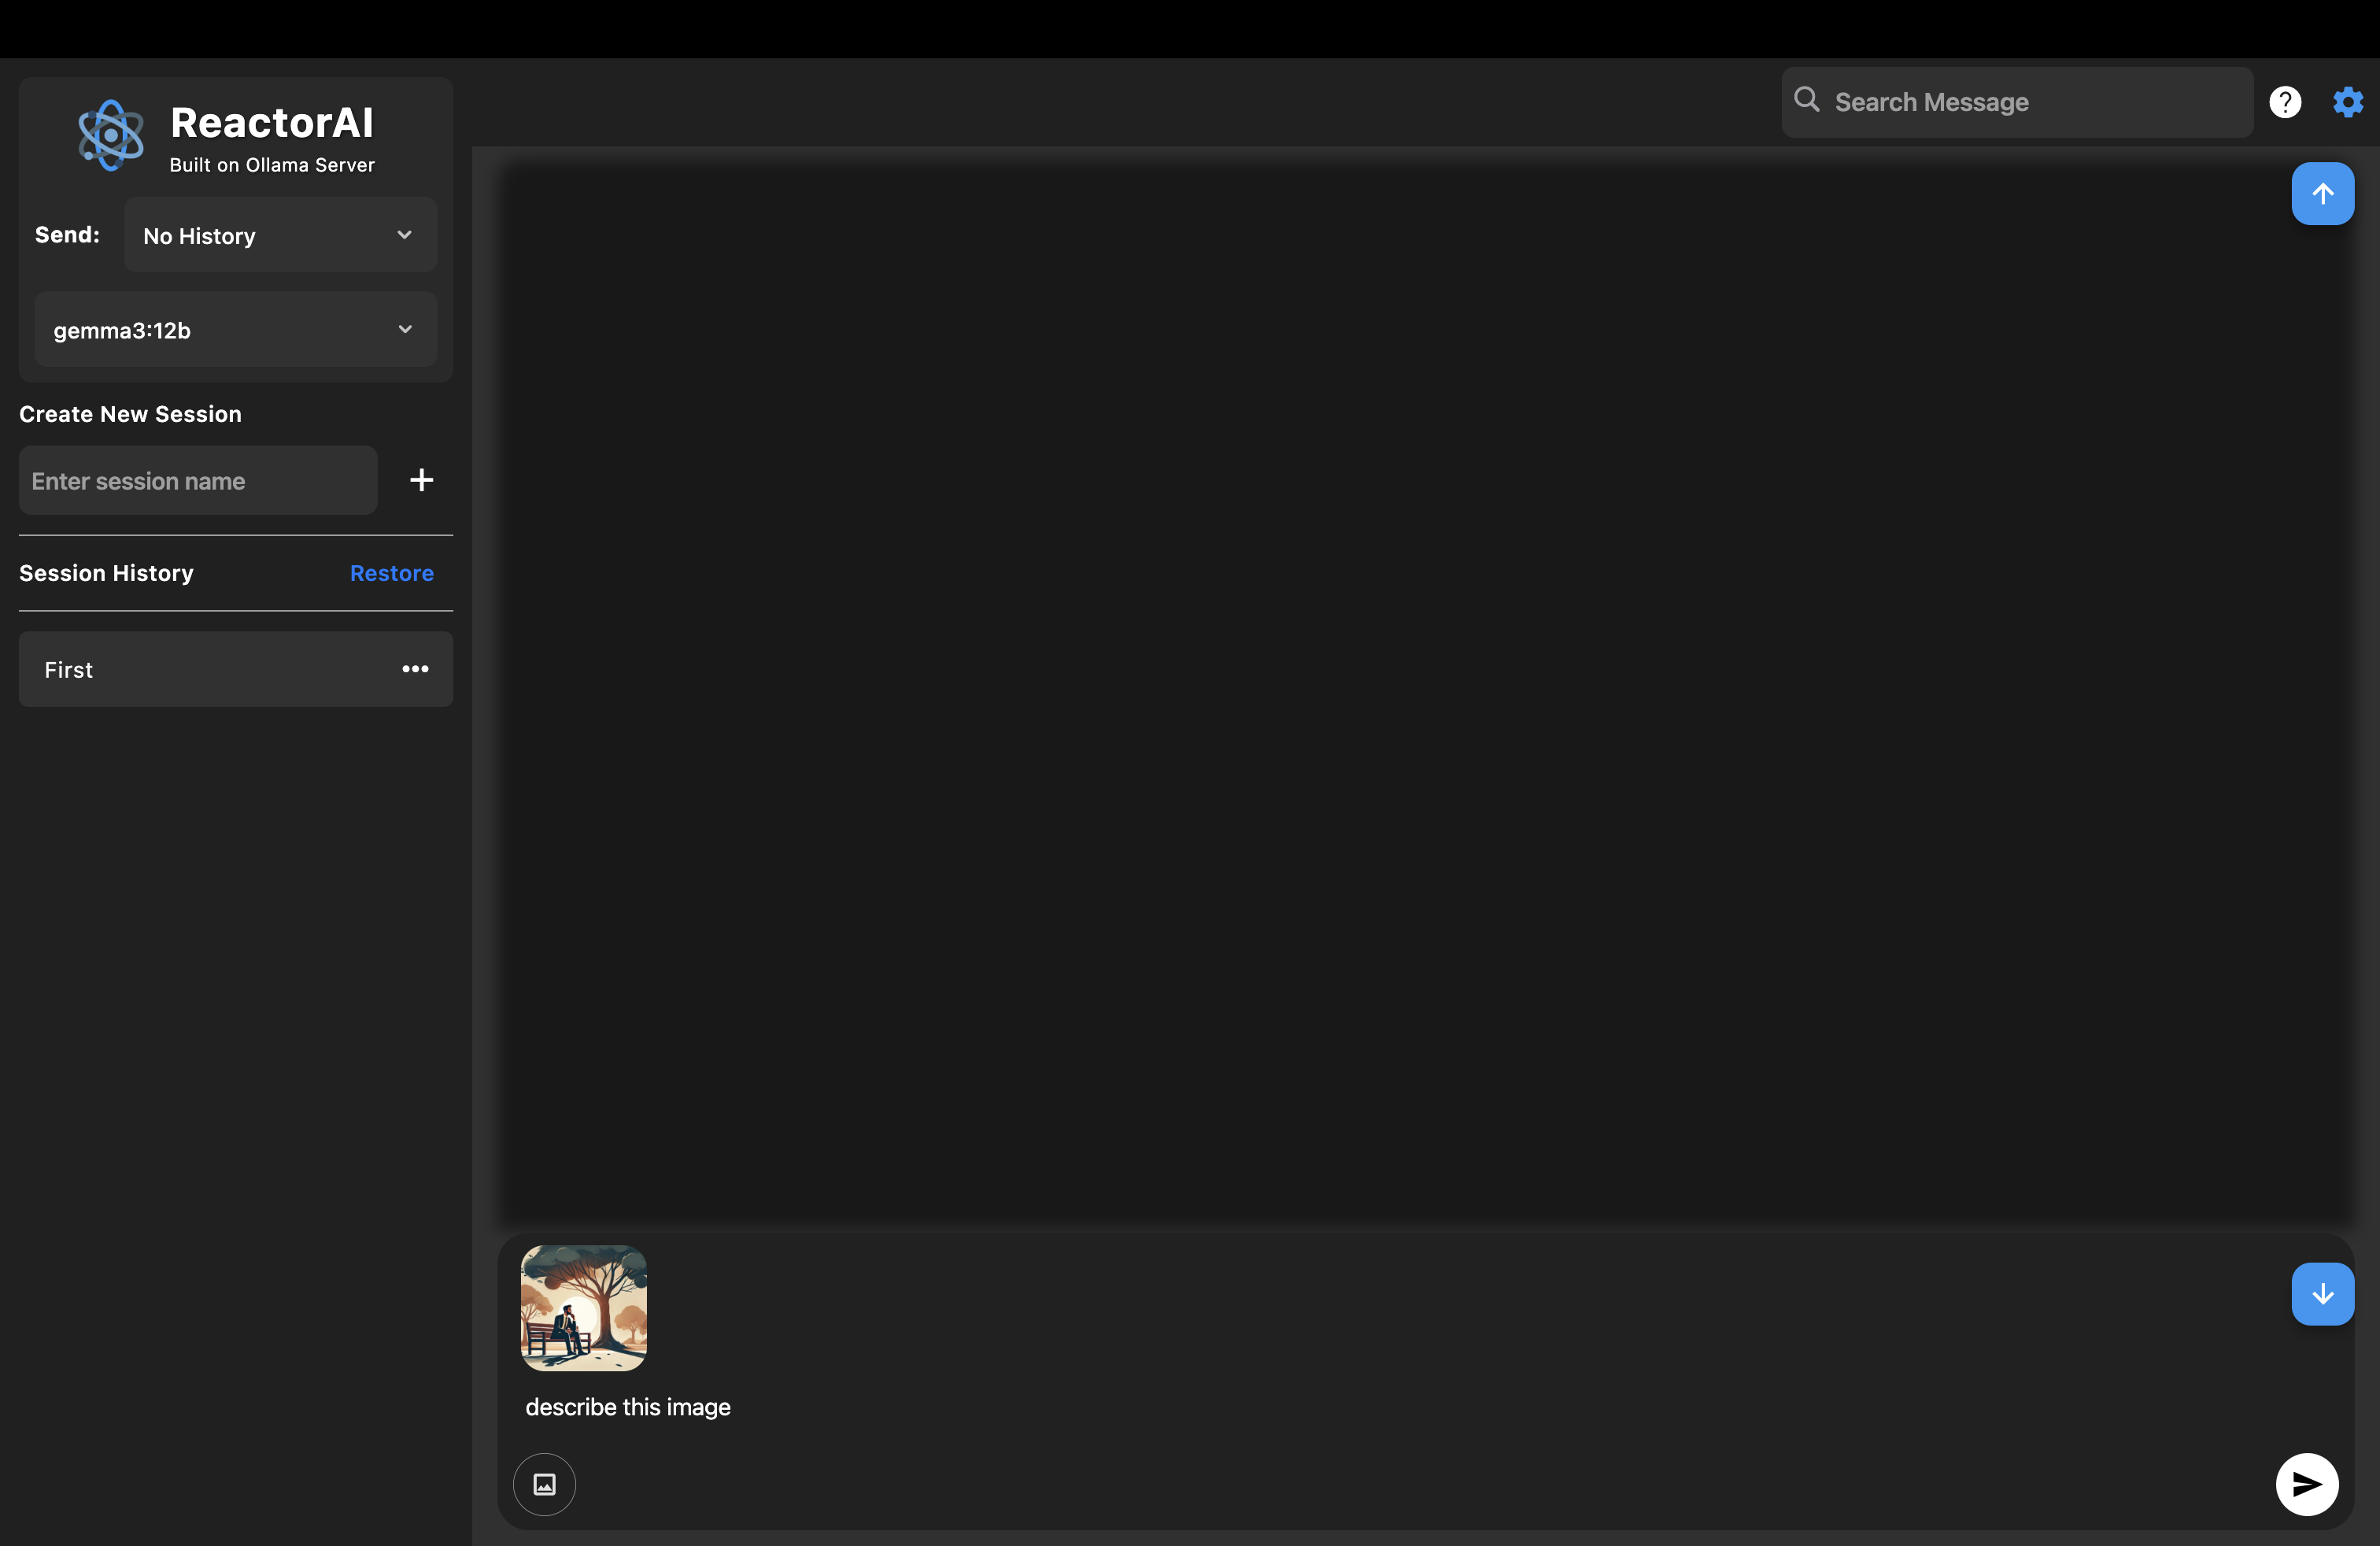 ReactorAI
Built on Ollama Server
Send:
No History
gemma3:12b
Create New Session
Enter session name
Session History
Restore
First
Search Message
describe this image